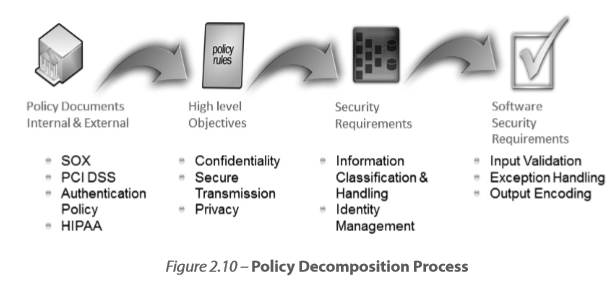 policy
rules
Policy Documents
Internal & External
High level
Objectives
Security
Requirements
Software
Security
Requirements
SOX
PCI DSS
Authentication
Policy
HIPAA
Confidentiality
Secure
Transmission
Privacy
Information
Classification &
Handling
Identity
Management
Input Validation
Exception Handling
Output Encoding
Figure 2.10 – Policy Decomposition Process